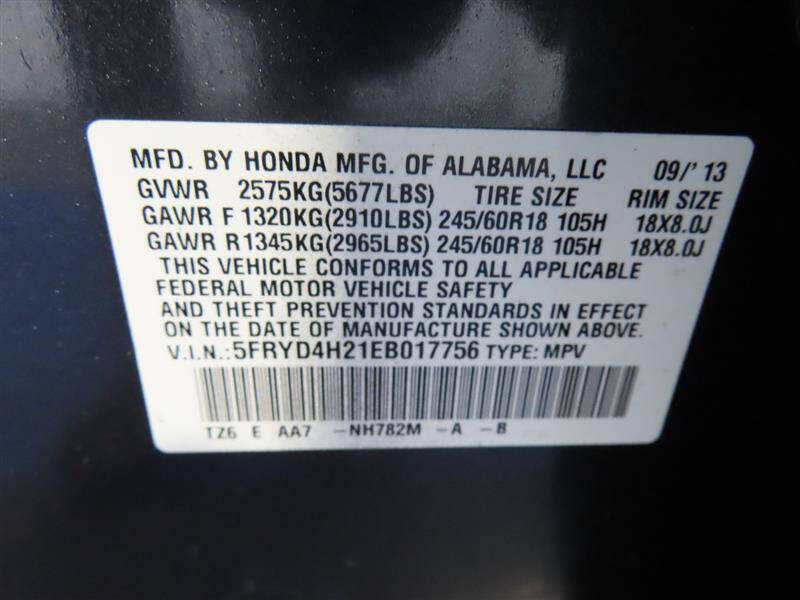 MFD. BY HONDA MFG. OF ALABAMA, LLC 09/'13
GVWR 2575KG(5677LBS) TIRE SIZE RIM SIZE
GAWR F 1320KG(2910LBS) 245/60R18 105H 18X8.0J
GAWR R1345KG(2965LBS) 245/60R18 105H 18X8.0J
THIS VEHICLE CONFORMS TO ALL APPLICABLE
FEDERAL MOTOR VEHICLE SAFETY
AND THEFT PREVENTION STANDARDS IN EFFECT
ON THE DATE OF MANUFACTURE SHOWN ABOVE.
V.I.N.: 5FRYD4H21EB017756 TYPE: MPV
TZ6 E AA7 -NH782M -A -B